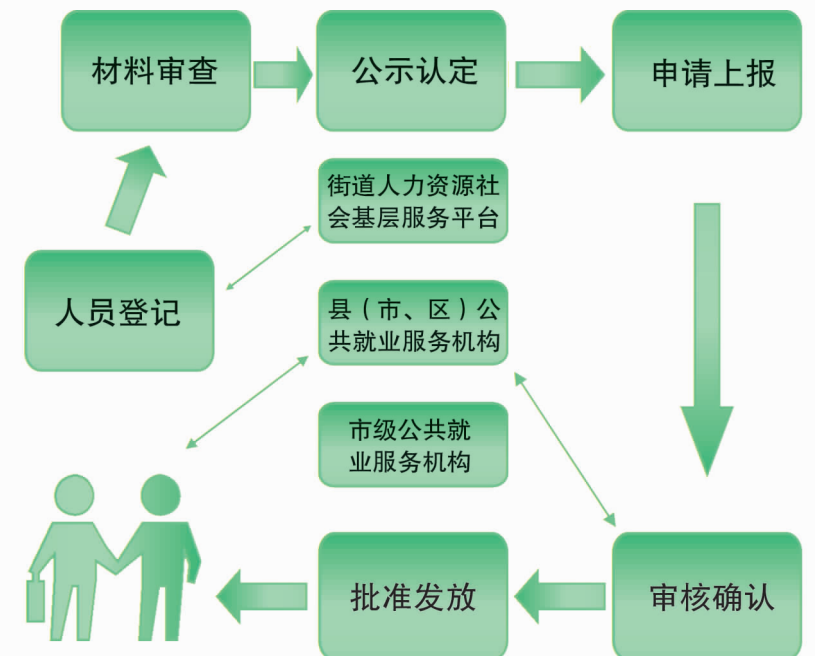 材料审查
公示认定
申请上报
街道人力资源社
会基层服务平台
人员登记
县（市、区）公
共就业服务机构
市级公共就
业服务机构
批准发放
审核确认